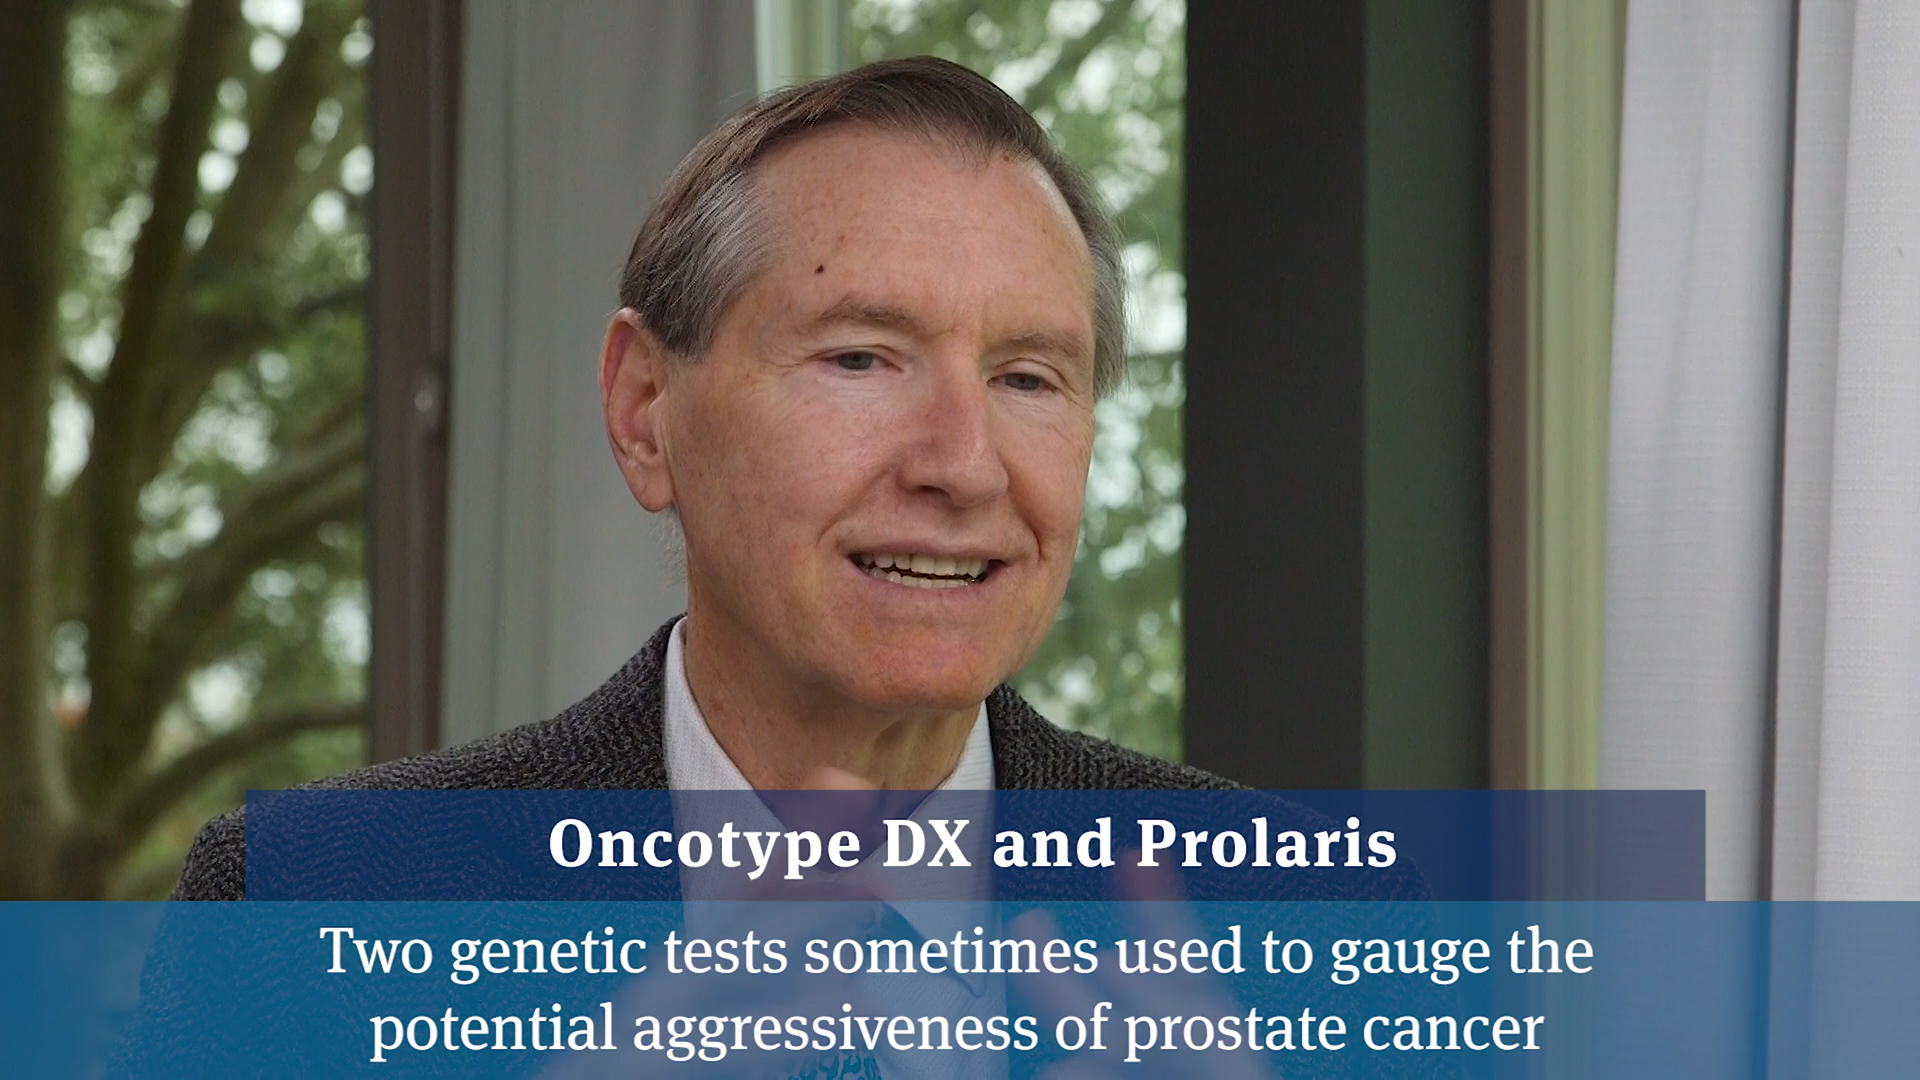 Oncotype DX and Prolaris
Two genetic tests sometimes used to gauge the
potential aggressiveness of prostate cancer